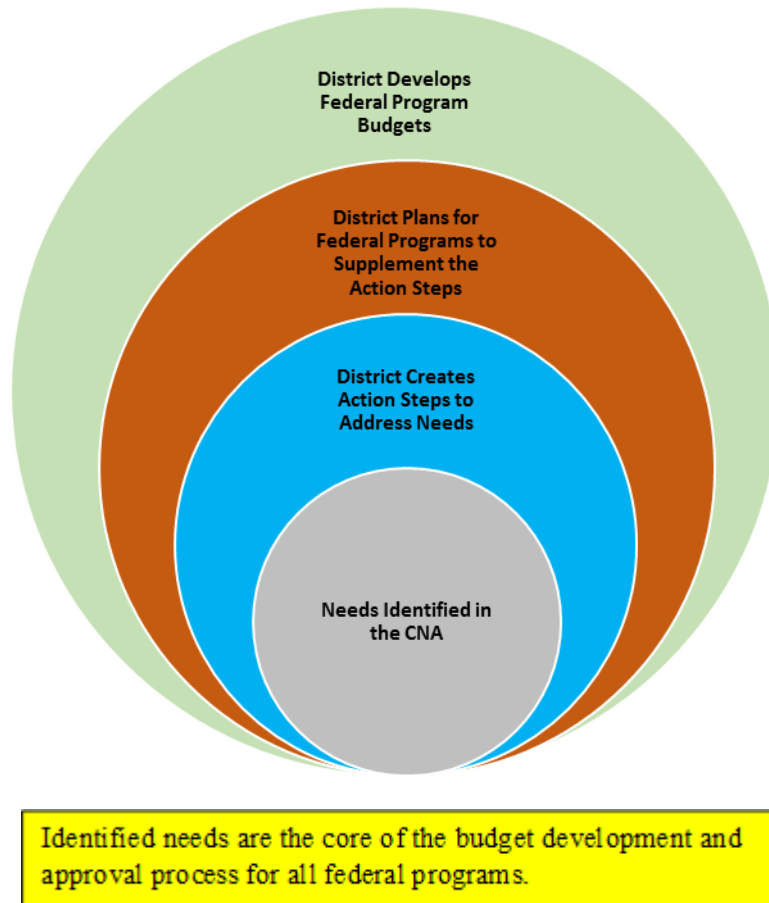 District Develops
Federal Program
Budgets
District Plans for
Federal Programs to
Supplement the
Action Steps
District Creates
Action Steps to
Address Needs
Needs Identified in
the CNA
Identified needs are the core of the budget development and
approval process for all federal programs.